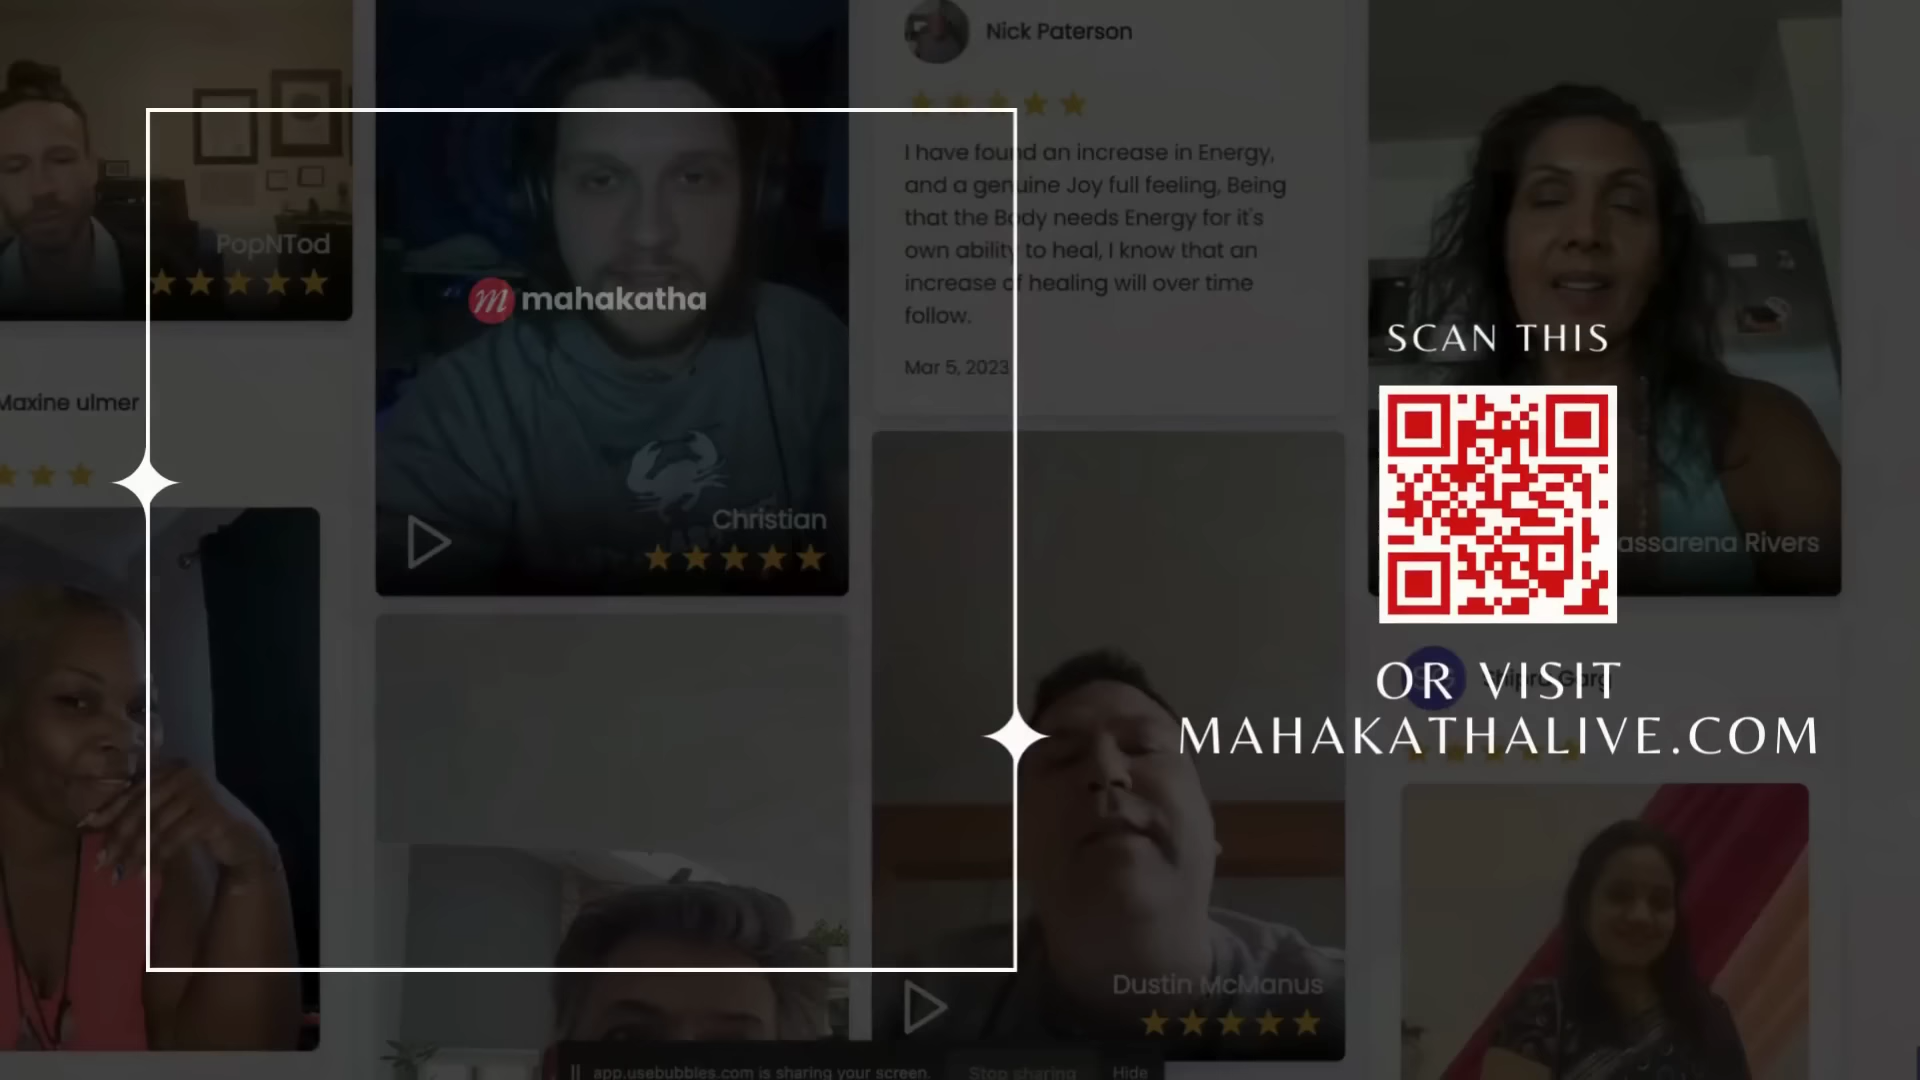 Nick Paterson
I have found an increase in Energy,
and a genuine Joy full feeling, Being
that the Body needs Energy for it's
own ability to heal, I know that an
increase of healing will over time
follow.
Mar 5, 2023
PopNTod
mahakatha
Maxine ulmer
Christian
SCAN THIS
assarena Rivers
Shipra Garg
OR VISIT
MAHAKATHALIVE.COM
Dustin McManus
app.usebubbles.com is sharing your screen.
Stop sharing
Hide